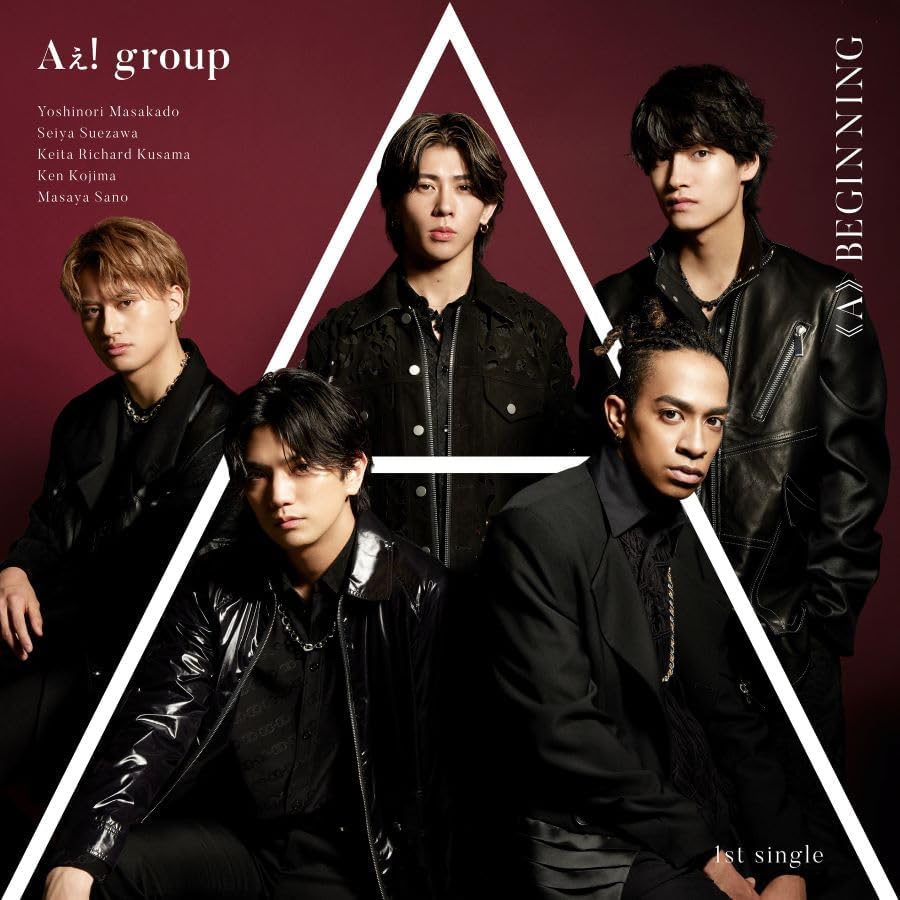 Aぇ! group
Yoshinori Masakado
Seiya Suezawa
Keita Richard Kusama
Ken Kojima
Masaya Sano
《A》 BEGINNING
1st single